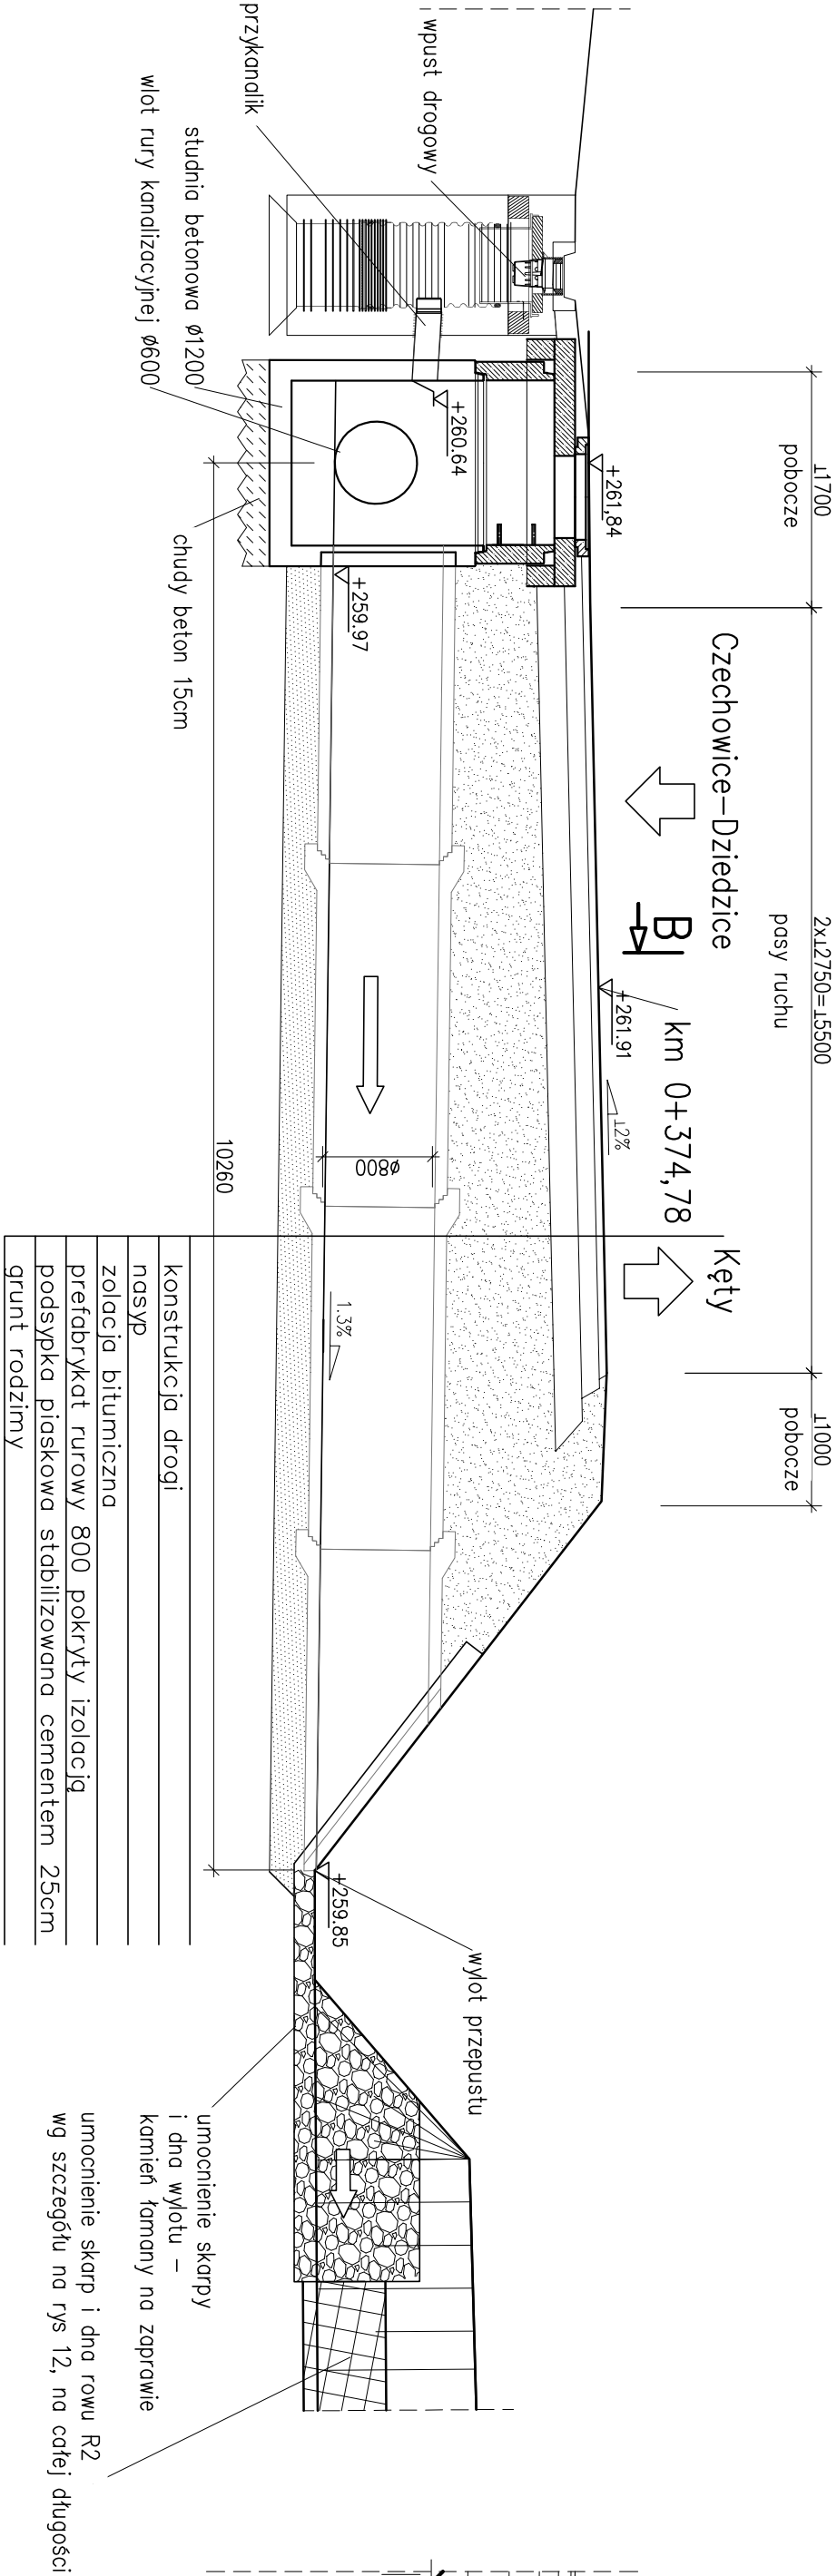 ⊥1700
pobocze
2x⊥2750=⊥5500
pasy ruchu
⊥1000
pobocze
Czechowice-Dziedzice
Kęty
B
km 0+374,78
+261,84
+261.91
⊥2%
wpust drogowy
przykanalik
+260.64
studnia betonowa ø1200
wlot rury kanalizacyjnej ø600
+259.97
chudy beton 15cm
ø800
1.3%
10260
+259.85
wylot przepustu
konstrukcja drogi
nasyp
zolacja bitumiczna
prefabrykat rurowy 800 pokryty izolacją
podsypka piaskowa stabilizowana cementem 25cm
grunt rodzimy
umocnienie skarpy
i dna wylotu –
kamień łamany na zaprawie
umocnienie skarp i dna rowu R2
wg szczegółu na rys 12, na całej długości